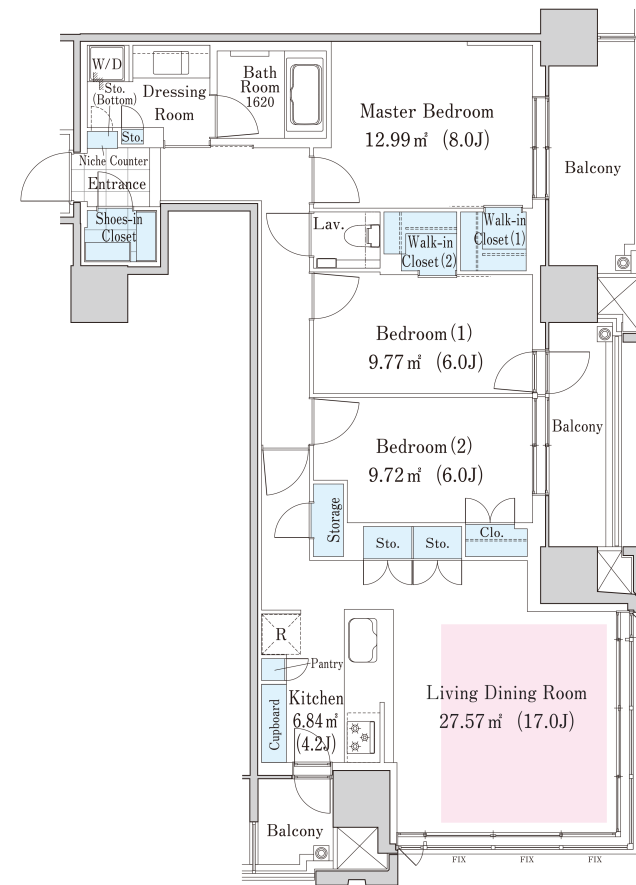 W/D
Sto.
(Bottom)
Dressing
Room
Bath
Room
1620
Sto.
Niche Counter
Entrance
Shoes-in
Closet
Master Bedroom
12.99㎡ (8.0J)
Balcony
Lav.
Walk-in
Closet(2)
Walk-in
Closet(1)
Bedroom(1)
9.77㎡ (6.0J)
Bedroom(2)
9.72㎡ (6.0J)
Balcony
Storage
Sto.
Sto.
Clo.
R
Pantry
Cupboard
Kitchen
6.84㎡
(4.2J)
Living Dining Room
27.57㎡ (17.0J)
Balcony
FIX
FIX
FIX